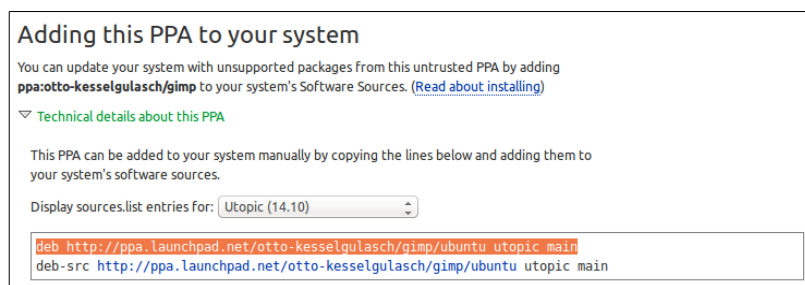 Adding this PPA to your system
You can update your system with unsupported packages from this untrusted PPA by adding
ppa:otto-kesselgulasch/gimp to your system's Software Sources. (Read about installing)
Technical details about this PPA
This PPA can be added to your system manually by copying the lines below and adding them to
your system's software sources.
Display sources.list entries for: Utopic (14.10)
deb http://ppa.launchpad.net/otto-kesselgulasch/gimp/ubuntu utopic main
deb-src http://ppa.launchpad.net/otto-kesselgulasch/gimp/ubuntu utopic main